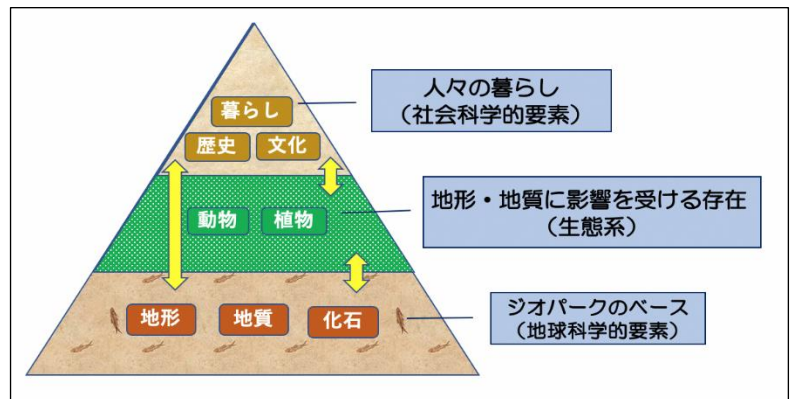 暮らし
歴史 文化
人々の暮らし
（社会科学的要素）
動物 植物
地形・地質に影響を受ける存在
（生態系）
地形 地質 化石
ジオパークのベース
（地球科学的要素）